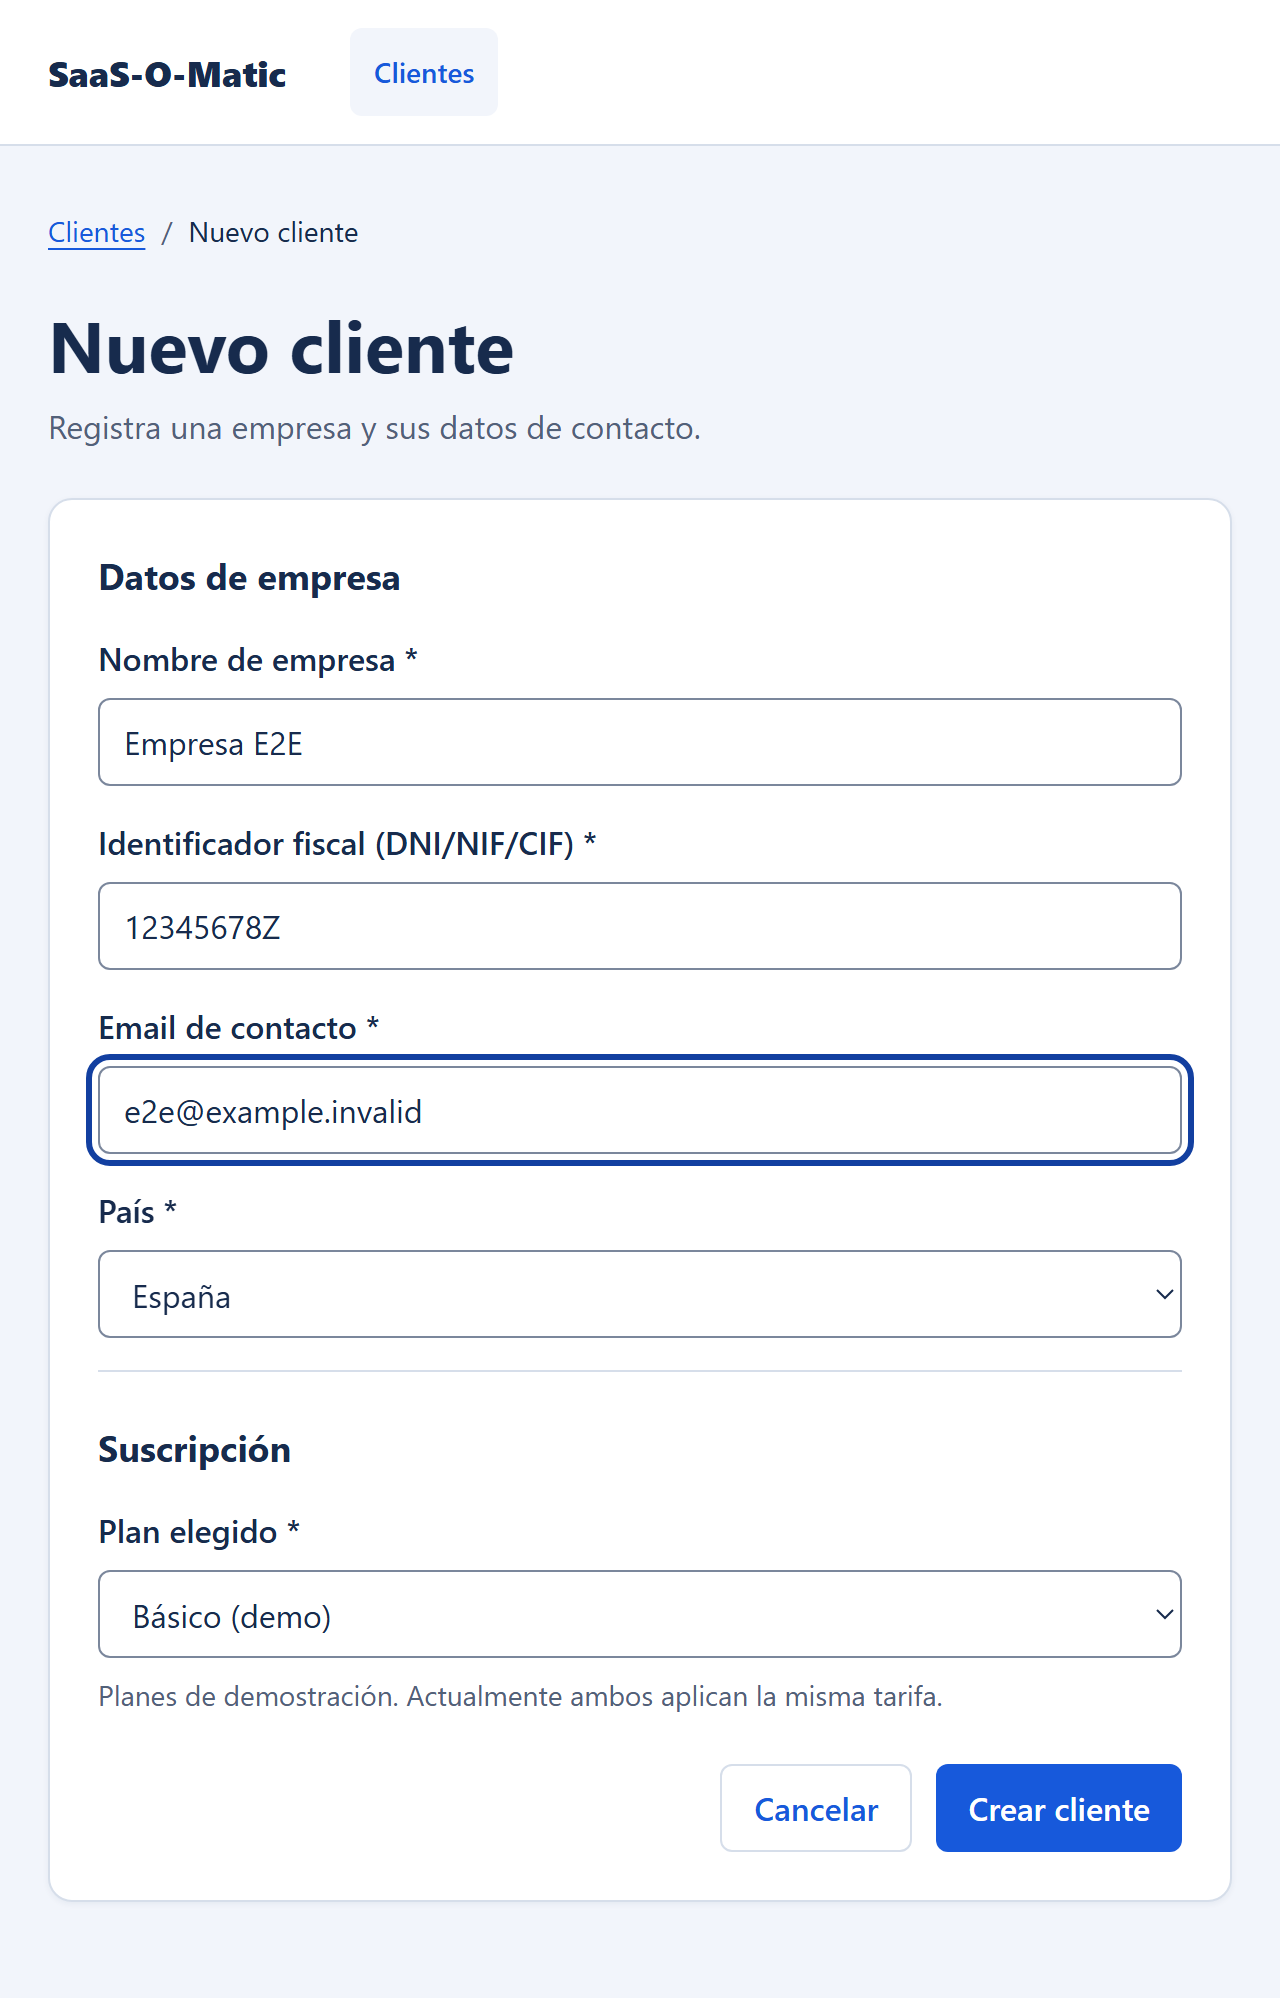 SaaS-O-Matic
Clientes
Clientes / Nuevo cliente
Nuevo cliente
Registra una empresa y sus datos de contacto.
Datos de empresa
Nombre de empresa *
Empresa E2E
Identificador fiscal (DNI/NIF/CIF) *
12345678Z
Email de contacto *
e2e@example.invalid
País *
España
Suscripción
Plan elegido *
Básico (demo)
Planes de demostración. Actualmente ambos aplican la misma tarifa.
Cancelar
Crear cliente